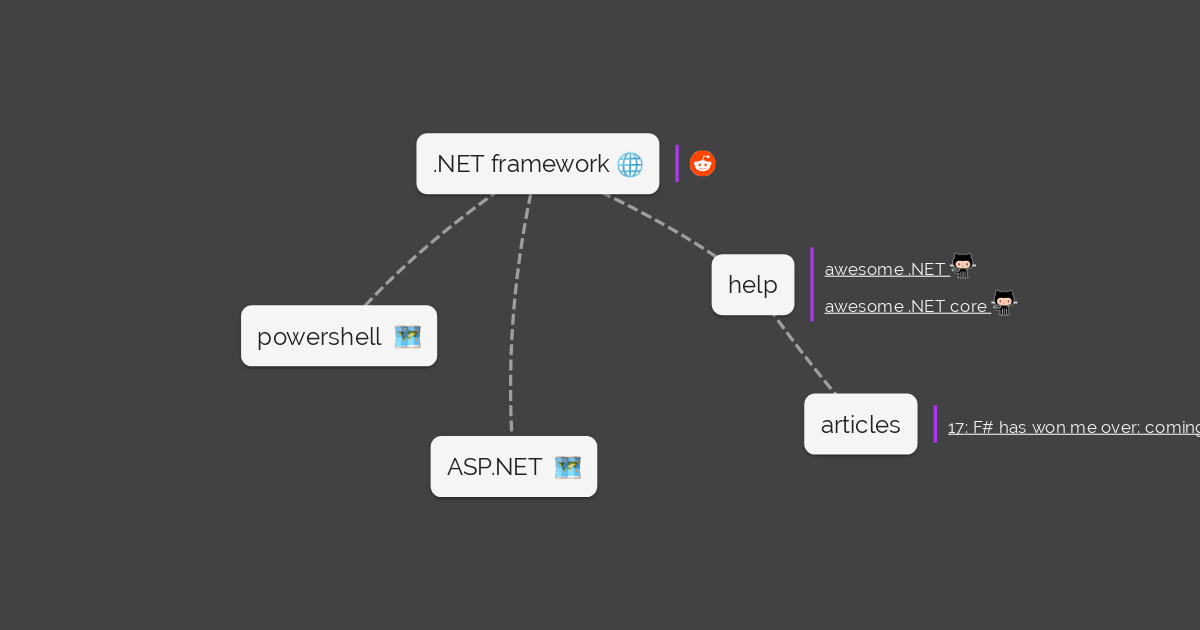 .NET framework
help
awesome .NET
awesome .NET core
powershell
articles
17: F# has won me over: coming
ASP.NET